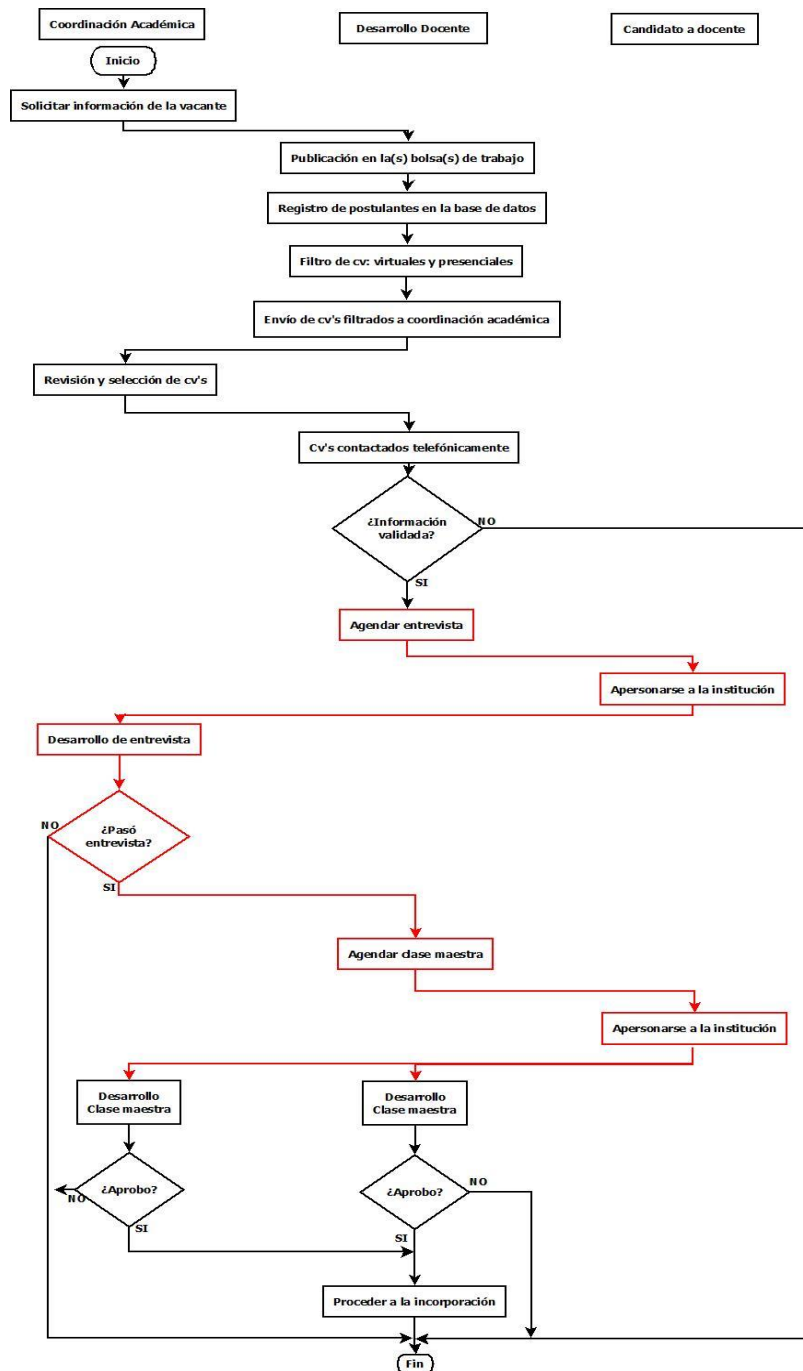 Coordinación Académica
Desarrollo Docente
Candidato a docente
Inicio
Solicitar información de la vacante
Publicación en la(s) bolsa(s) de trabajo
Registro de postulantes en la base de datos
Filtro de cv: virtuales y presenciales
Envío de cv's filtrados a coordinación académica
Revisión y selección de cv's
Cv's contactados telefónicamente
¿Información
validada?
NO
SI
Agendar entrevista
Apersonarse a la institución
Desarrollo de entrevista
NO
¿Pasó
entrevista?
SI
Agendar clase maestra
Apersonarse a la institución
Desarrollo
Clase maestra
Desarrollo
Clase maestra
¿Aprobo?
NO
SI
¿Aprobo?
NO
SI
Proceder a la incorporación
Fin